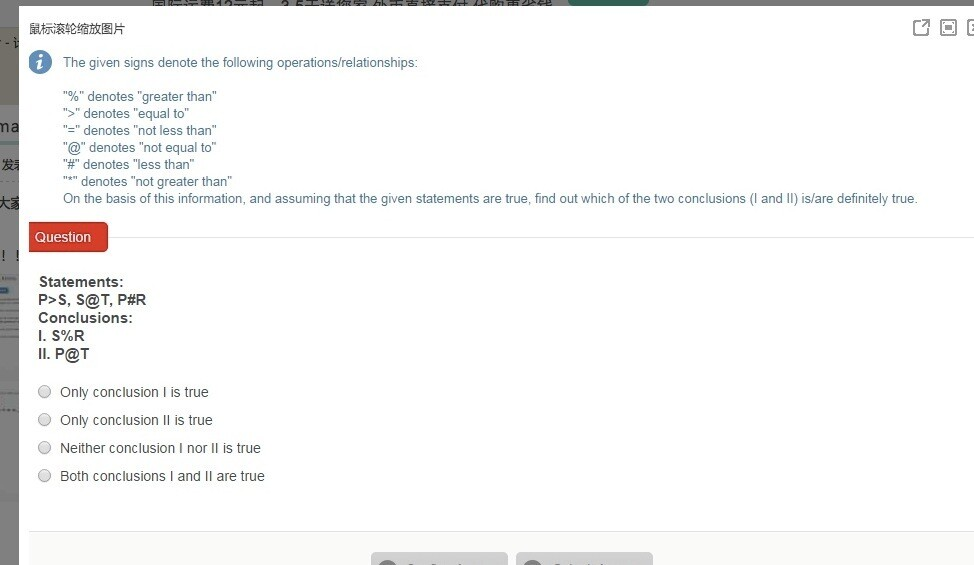 鼠标滚轮缩放图片
The given signs denote the following operations/relationships:
"%" denotes "greater than"
">" denotes "equal to"
"=" denotes "not less than"
"@" denotes "not equal to"
"#" denotes "less than"
"*" denotes "not greater than"
On the basis of this information, and assuming that the given statements are true, find out which of the two conclusions (I and II) is/are definitely true.
Question
Statements:
P>S, S@T, P#R
Conclusions:
I. S%R
II. P@T
Only conclusion I is true
Only conclusion II is true
Neither conclusion I nor II is true
Both conclusions I and II are true